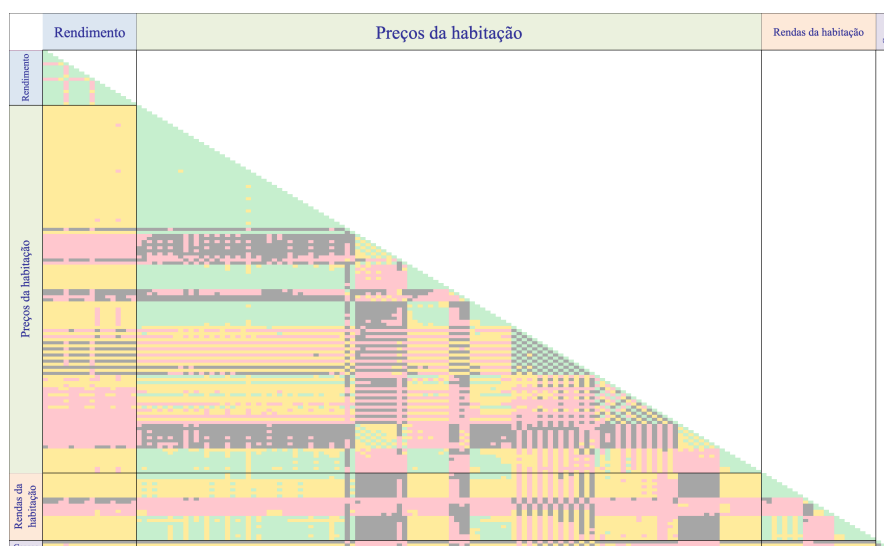 Rendimento
Preços da habitação
Rendas da habitação
Rendimento
Preços da habitação
Rendas da
habitação